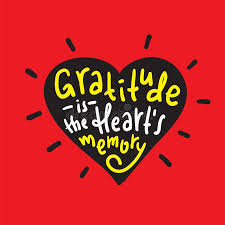 Gratitude
-is-
the Heart's
memory